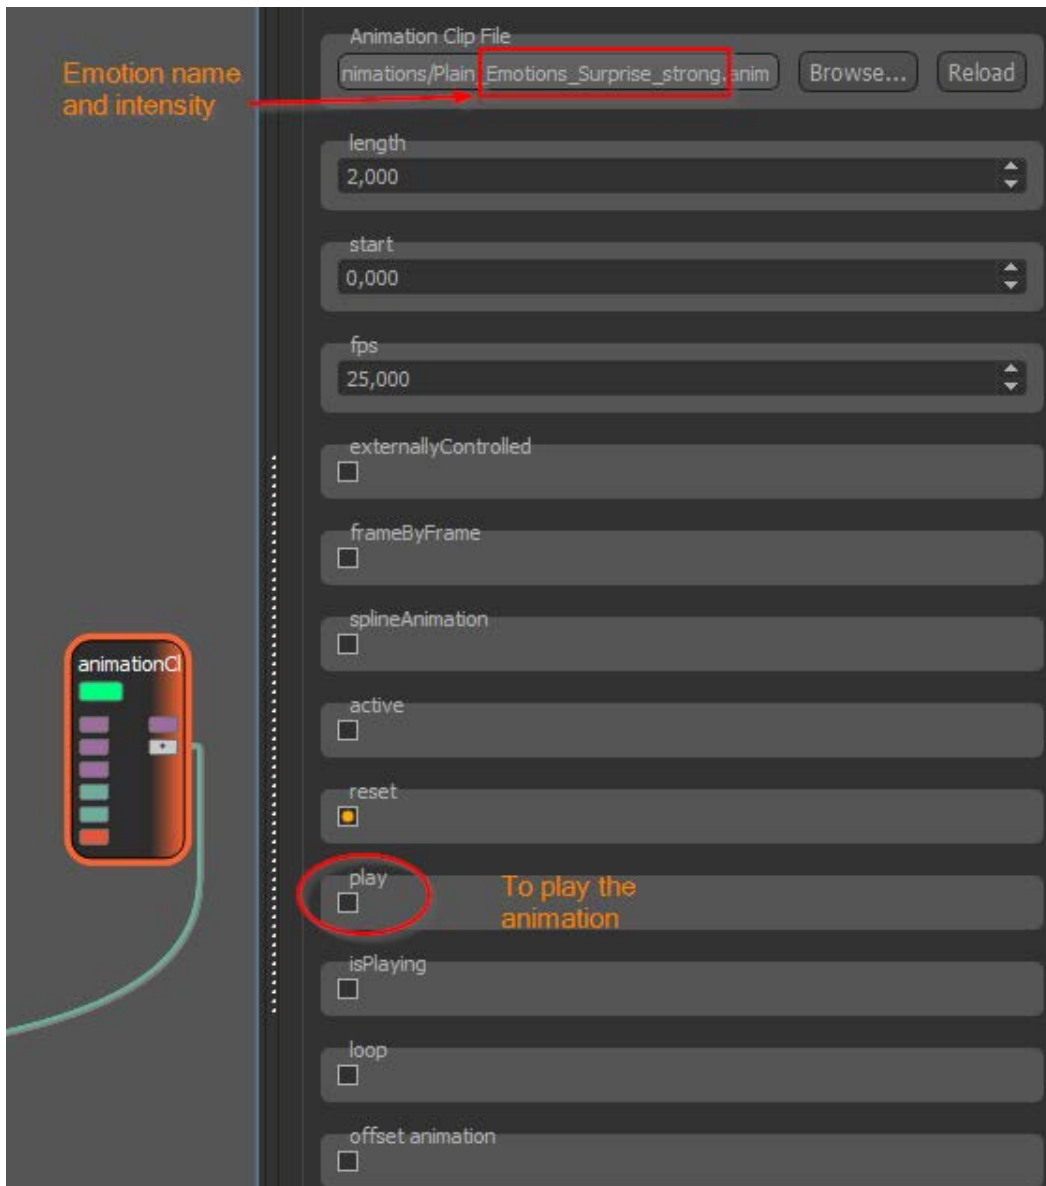 Animation Clip File
Emotion name
and intensity
nimations/Plain_Emotions_Surprise_strong.anim
Browse...
Reload
length
2,000
start
0,000
fps
25,000
externallyControlled
frameByFrame
splineAnimation
animationCl
active
reset
play
To play the
animation
isPlaying
loop
offset animation